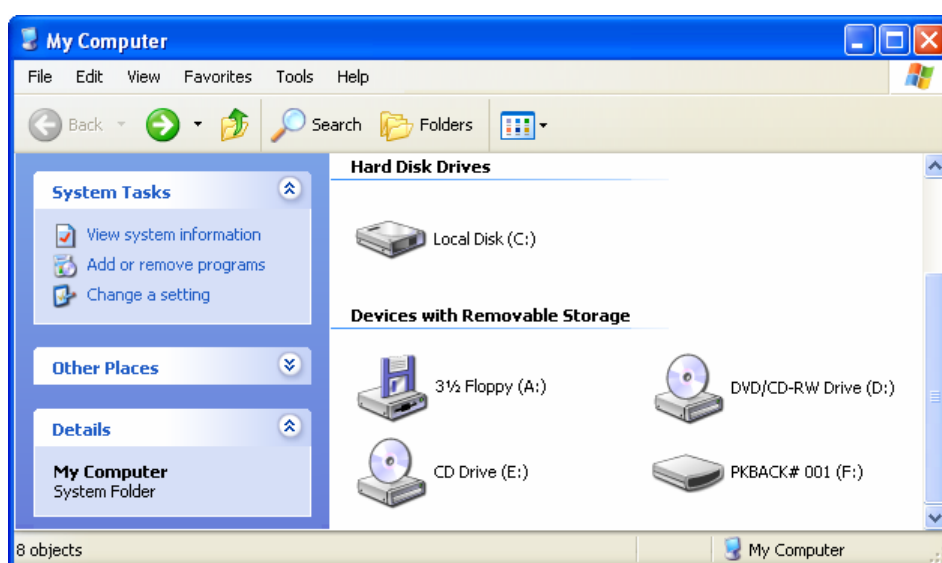 My Computer
File Edit View Favorites Tools Help
Back Search Folders
System Tasks
View system information
Add or remove programs
Change a setting
Other Places
Details
My Computer
System Folder
Hard Disk Drives
Local Disk (C:)
Devices with Removable Storage
3½ Floppy (A:) DVD/CD-RW Drive (D:)
CD Drive (E:) PKBACK# 001 (F:)
8 objects My Computer